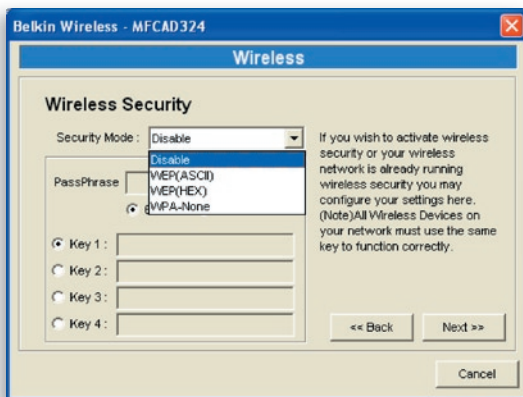 Belkin Wireless - MFCAD324
Wireless
Wireless Security
Security Mode : Disable
Disable
WEP(ASCII)
WEP(HEX)
WPA-None
PassPhrase
Key 1 :
Key 2 :
Key 3 :
Key 4 :
If you wish to activate wireless
security or your wireless
network is already running
wireless security you may
configure your settings here.
(Note)All Wireless Devices on
your network must use the same
key to function correctly.
<< Back
Next >>
Cancel